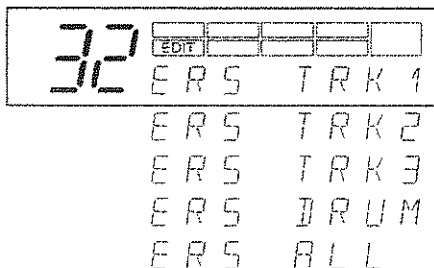 32
EDIT
ERS TRK 1
ERS TRK 2
ERS TRK 3
ERS DRUM
ERS ALL